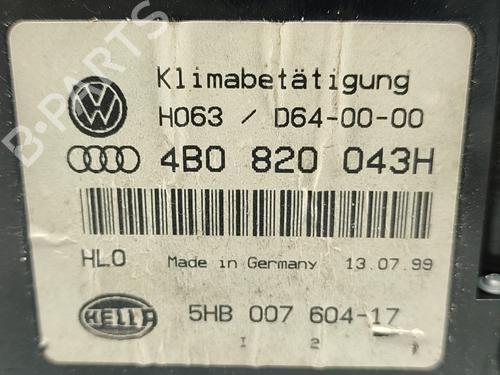 B-PARTS
Klimabetätigung
H063 / D64-00-00
4B0 820 043H
HLO Made in Germany 13.07.99
HELLA 5HB 007 604-17
1 2